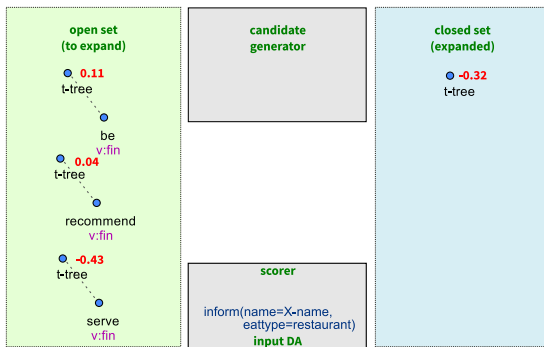 open set
(to expand)
0.11
t-tree
be
v:fin
0.04
t-tree
recommend
v:fin
-0.43
t-tree
serve
v:fin
candidate
generator
scorer
inform(name=X-name,
eattype=restaurant)
input DA
closed set
(expanded)
-0.32
t-tree